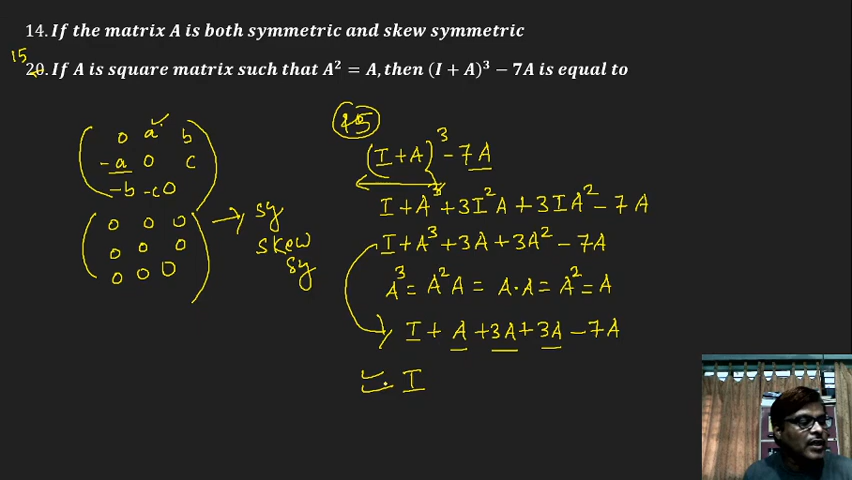 14. If the matrix A is both symmetric and skew symmetric
15
20. If A is square matrix such that A² = A, then (I + A)³ − 7A is equal to
0 a b
-a 0 c
-b -c 0
0 0 0
0 0 0
0 0 0
→ sy
skew
sy
15
(I + A)³ - 7A
I + A³ + 3I²A + 3IA² - 7A
I + A³ + 3A + 3A² - 7A
A³ = A²A = A·A = A² = A
I + A + 3A + 3A - 7A
= I